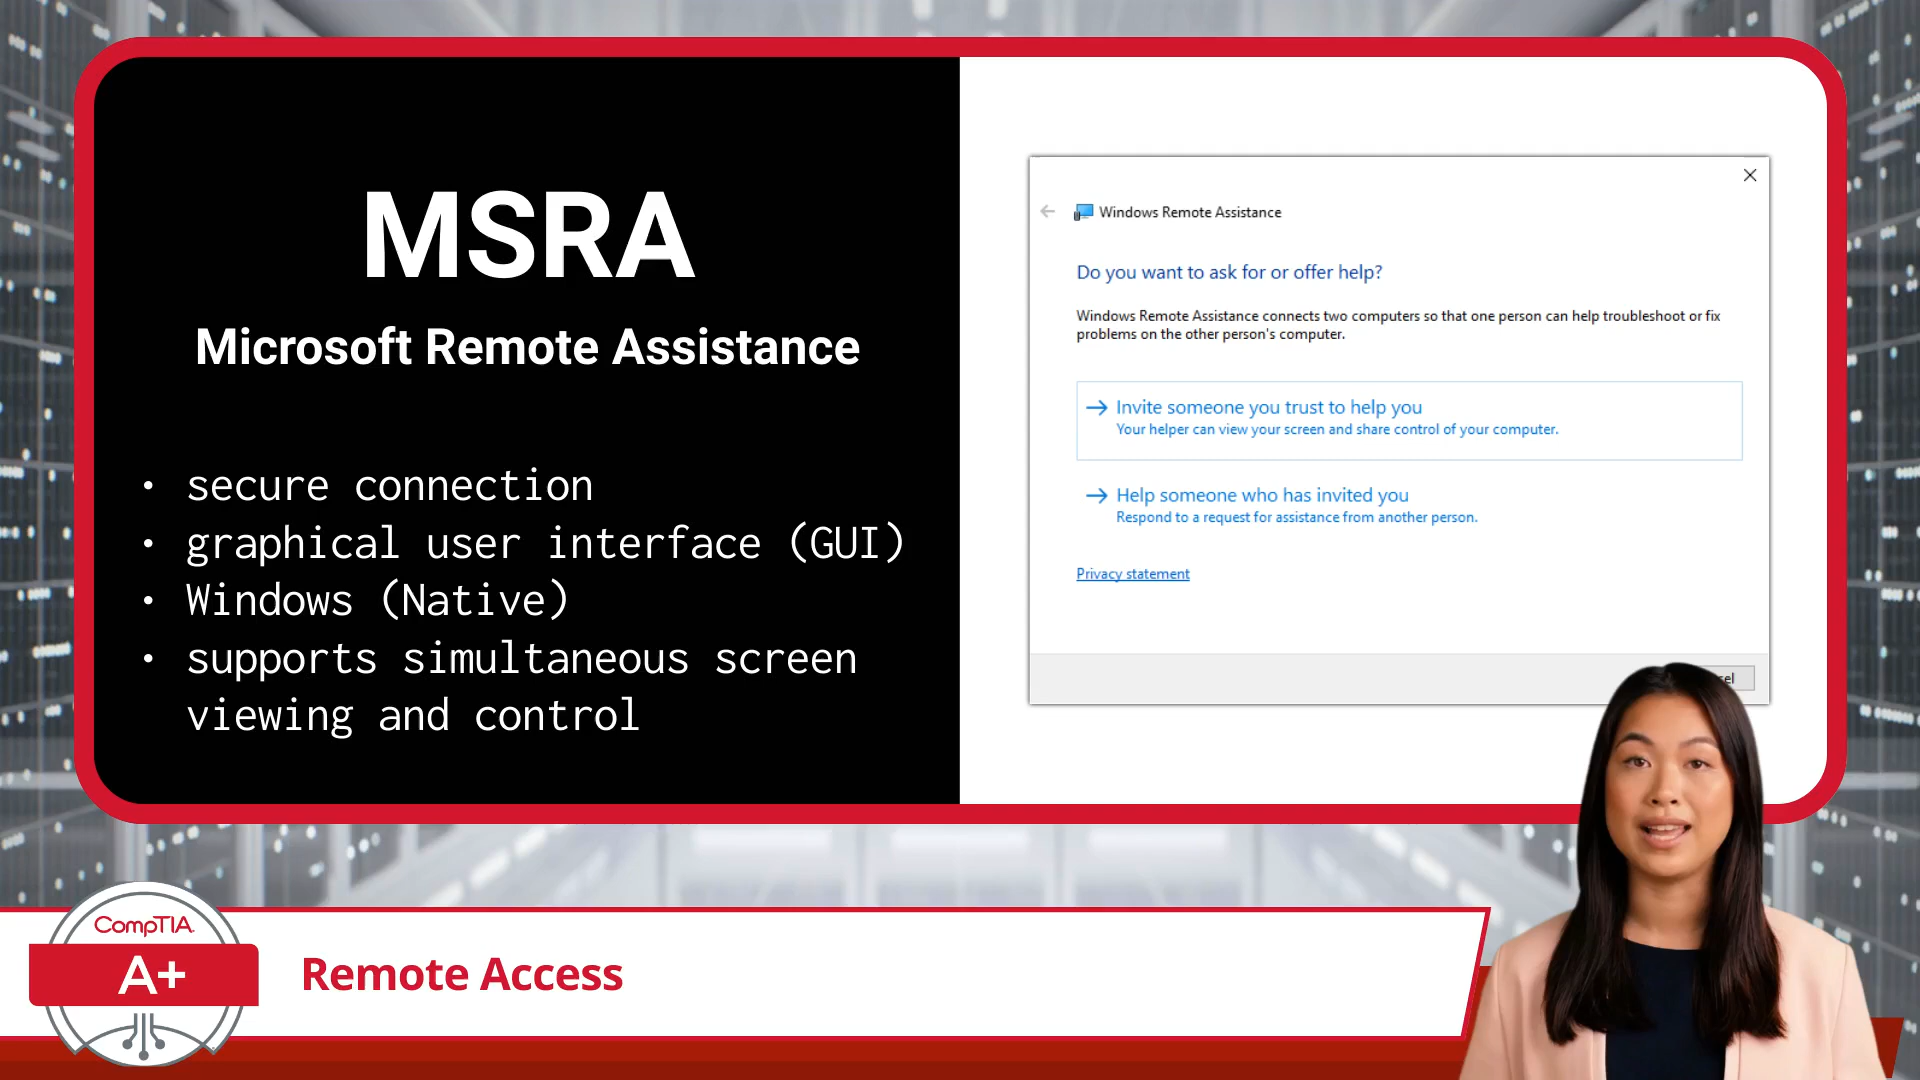 MSRA
Microsoft Remote Assistance
• secure connection
• graphical user interface (GUI)
• Windows (Native)
• supports simultaneous screen
viewing and control
Windows Remote Assistance
Do you want to ask for or offer help?
Windows Remote Assistance connects two computers so that one person can help troubleshoot or fix
problems on the other person's computer.
Invite someone you trust to help you
Your helper can view your screen and share control of your computer.
Help someone who has invited you
Respond to a request for assistance from another person.
Privacy statement
CompTIA.
A+
Remote Access